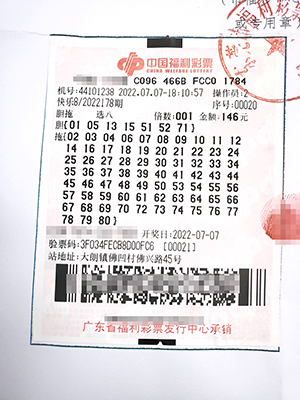 或专用章
利彩票
中国福利彩票
CHINA WELFARE LOTTERY
C096 466B FCC0 1784
机号:44101238 2022.07.07-18:10:57 操作员:2
快乐8/2022178期 序号:00020
胆拖 选八 倍数:001 金额:146元
胆[01 05 13 15 51 52 71]
拖[02 03 04 06 07 08 09 10 11 12
14 16 17 18 19 20 21 22 23 24
25 26 27 28 29 30 31 32 33 34
35 36 37 38 39 40 41 42 43 44
45 46 47 48 49 50 53 54 55 56
57 58 59 60 61 62 63 64 65 66
67 68 69 70 72 73 74 75 76 77
78 79 80]
开奖日:2022-07-07
验票码:3F034FECB8D00FC6 [0002]
站地址:大朗镇佛凹村佛兴路45号
广东省福利彩票发行中心承销